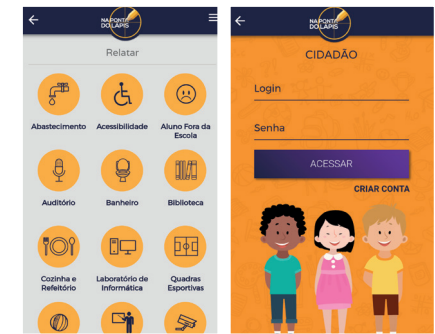 NA PONTA
DO LÁPIS
Relatar
Abastecimento
Acessibilidade
Aluno Fora da
Escola
Auditório
Banheiro
Biblioteca
Cozinha e
Refeitório
Laboratório de
Informática
Quadras
Esportivas
NA PONTA
DO LÁPIS
CIDADÃO
Login
Senha
ACESSAR
CRIAR CONTA